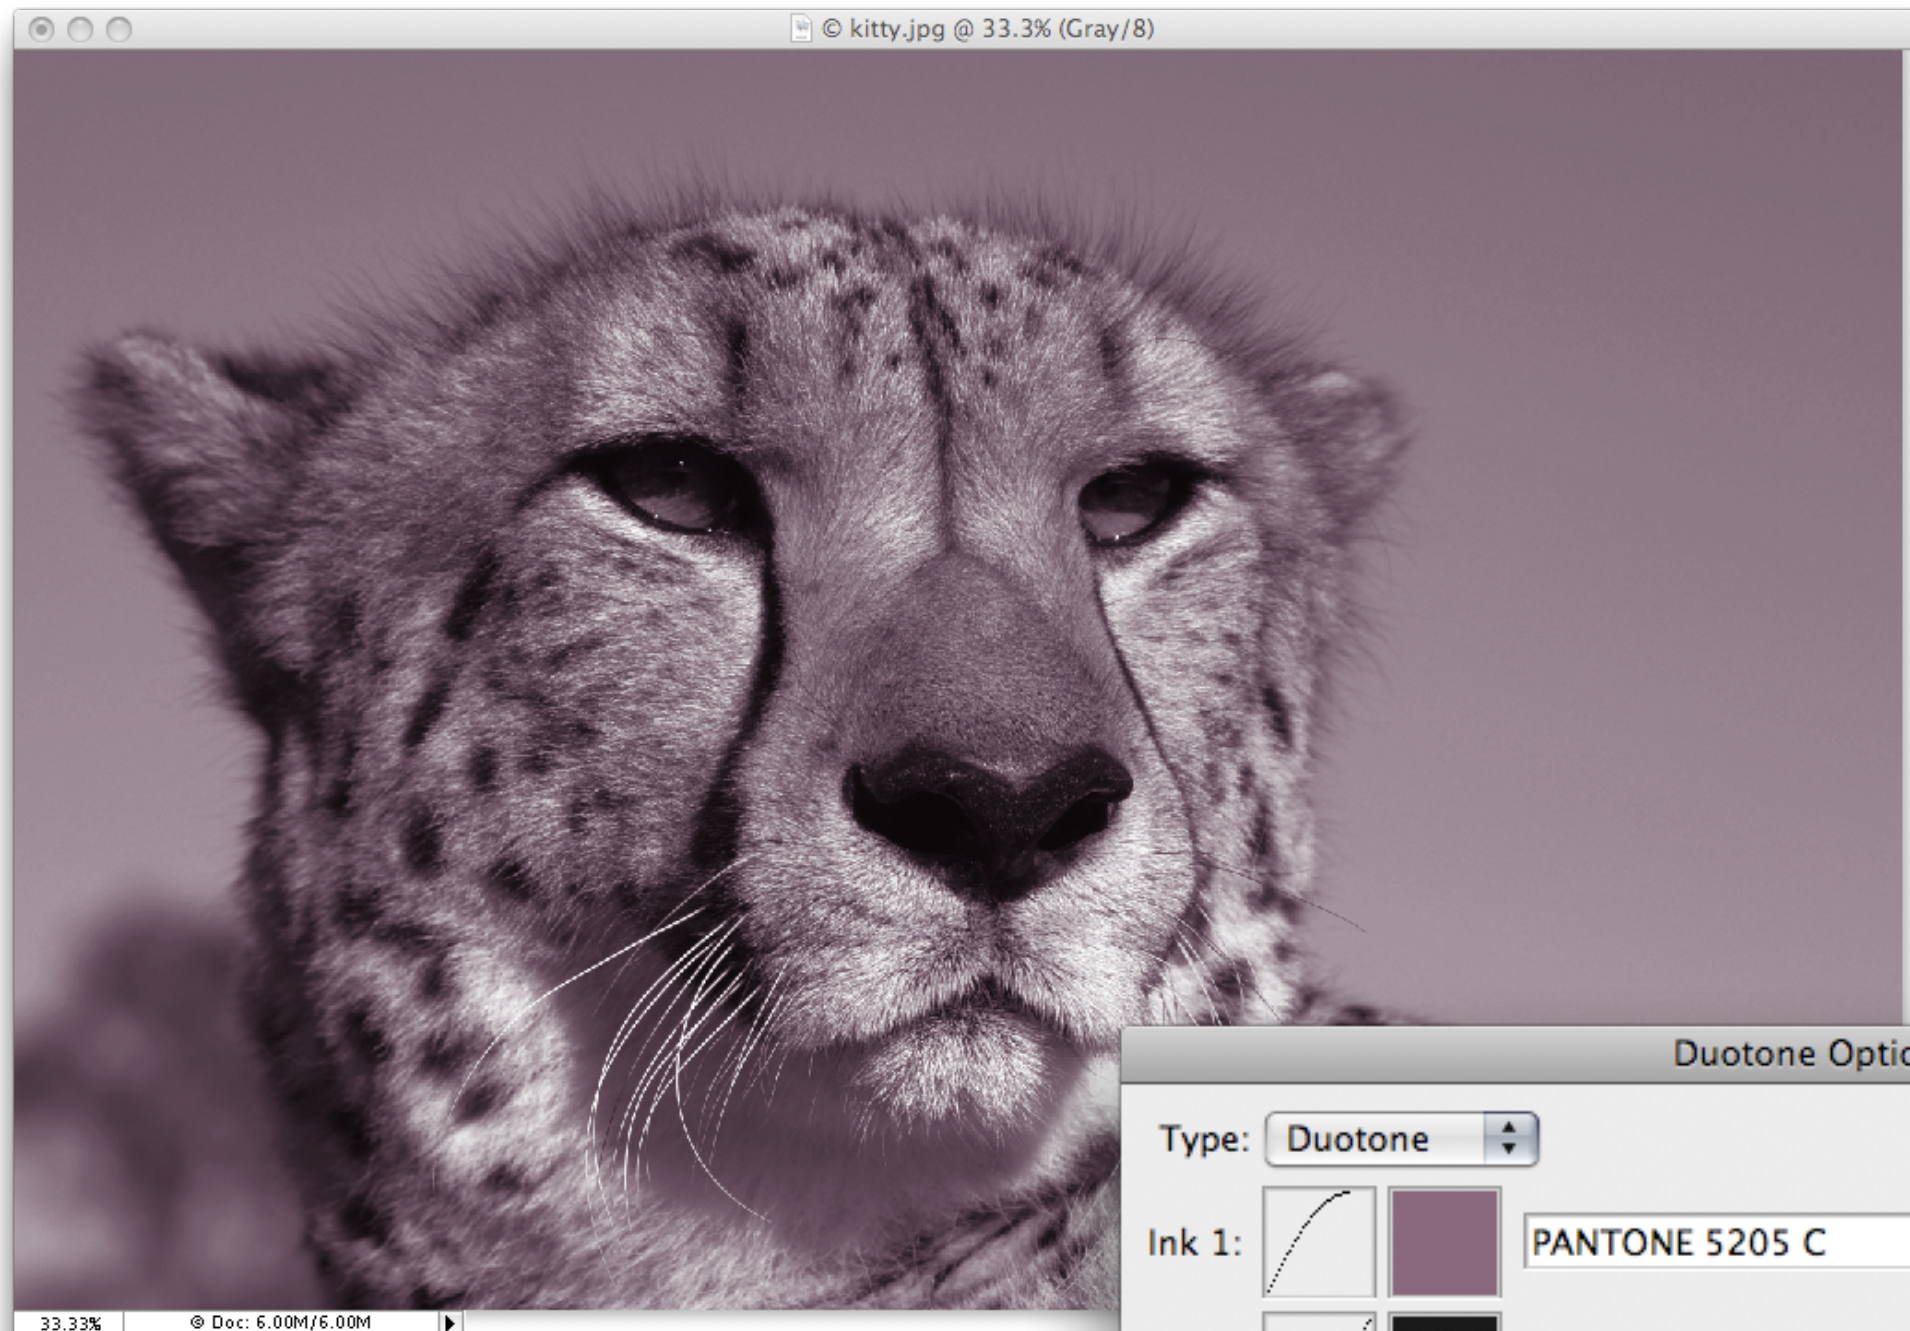 © kitty.jpg @ 33.3% (Gray/8)
Duotone Optio
Type: Duotone
Ink 1: PANTONE 5205 C
33.33% © Doc: 6.00M/6.00M